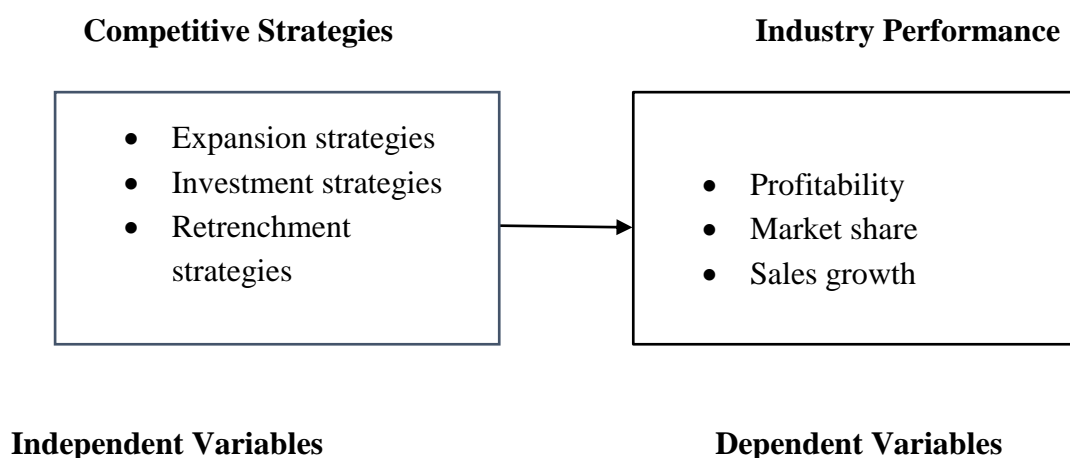 Competitive Strategies
Industry Performance
• Expansion strategies
• Investment strategies
• Retrenchment
strategies
• Profitability
• Market share
• Sales growth
Independent Variables
Dependent Variables